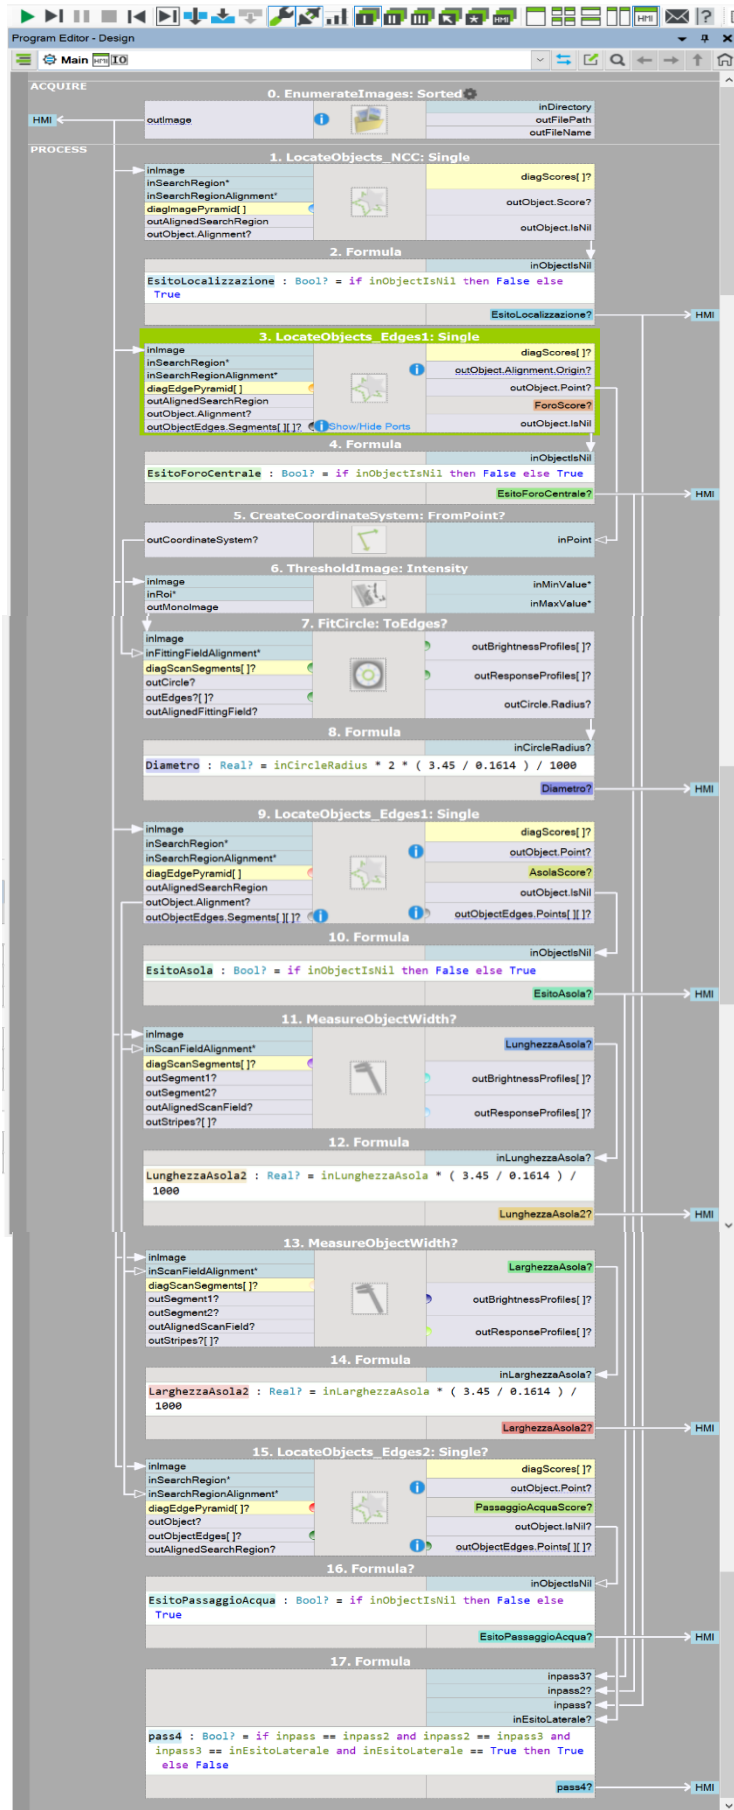 Program Editor - Design
Main HMI IO
ACQUIRE
0. EnumerateImages: Sorted
HMI
outImage
inDirectory
outFilePath
outFileName
PROCESS
1. LocateObjects_NCC: Single
inImage
inSearchRegion*
inSearchRegionAlignment*
diagImagePyramid[ ]
outAlignedSearchRegion
outObject.Alignment?
diagScores[ ]?
outObject.Score?
outObject.IsNil
2. Formula
inObjectIsNil
EsitoLocalizzazione : Bool? = if inObjectIsNil then False else
True
EsitoLocalizzazione?
HMI
3. LocateObjects_Edges1: Single
inImage
inSearchRegion*
inSearchRegionAlignment*
diagEdgePyramid[ ]
outAlignedSearchRegion
outObject.Alignment?
outObjectEdges.Segments[ ][ ]?
Show/Hide Ports
diagScores[ ]?
outObject.Alignment.Origin?
outObject.Point?
ForoScore?
outObject.IsNil
4. Formula
inObjectIsNil
EsitoForoCentrale : Bool? = if inObjectIsNil then False else True
EsitoForoCentrale?
HMI
5. CreateCoordinateSystem: FromPoint?
outCoordinateSystem?
inPoint
6. ThresholdImage: Intensity
inImage
inRoi*
outMonoImage
inMinValue*
inMaxValue*
7. FitCircle: ToEdges?
inImage
inFittingFieldAlignment*
diagScanSegments[ ]?
outCircle?
outEdges?[ ]?
outAlignedFittingField?
outBrightnessProfiles[ ]?
outResponseProfiles[ ]?
outCircle.Radius?
8. Formula
inCircleRadius?
Diametro : Real? = inCircleRadius * 2 * ( 3.45 / 0.1614 ) / 1000
Diametro?
HMI
9. LocateObjects_Edges1: Single
inImage
inSearchRegion*
inSearchRegionAlignment*
diagEdgePyramid[ ]
outAlignedSearchRegion
outObject.Alignment?
outObjectEdges.Segments[ ][ ]?
diagScores[ ]?
outObject.Point?
AsolaScore?
outObject.IsNil
outObjectEdges.Points[ ][ ]?
10. Formula
inObjectIsNil
EsitoAsola : Bool? = if inObjectIsNil then False else True
EsitoAsola?
HMI
11. MeasureObjectWidth?
inImage
inScanFieldAlignment*
diagScanSegments[ ]?
outSegment1?
outSegment2?
outAlignedScanField?
outStripes?[ ]?
LunghezzaAsola?
outBrightnessProfiles[ ]?
outResponseProfiles[ ]?
12. Formula
inLunghezzaAsola?
LunghezzaAsola2 : Real? = inLunghezzaAsola * ( 3.45 / 0.1614 ) /
1000
LunghezzaAsola2?
HMI
13. MeasureObjectWidth?
inImage
inScanFieldAlignment*
diagScanSegments[ ]?
outSegment1?
outSegment2?
outAlignedScanField?
outStripes?[ ]?
LarghezzaAsola?
outBrightnessProfiles[ ]?
outResponseProfiles[ ]?
14. Formula
inLarghezzaAsola?
LarghezzaAsola2 : Real? = inLarghezzaAsola * ( 3.45 / 0.1614 ) /
1000
LarghezzaAsola2?
HMI
15. LocateObjects_Edges2: Single?
inImage
inSearchRegion*
inSearchRegionAlignment*
diagEdgePyramid[ ]?
outObject?
outObjectEdges[ ]?
outAlignedSearchRegion?
diagScores[ ]?
outObject.Point?
PassaggioAcquaScore?
outObject.IsNil?
outObjectEdges.Points[ ][ ]?
16. Formula?
inObjectIsNil
EsitoPassaggioAcqua : Bool? = if inObjectIsNil then False else
True
EsitoPassaggioAcqua?
HMI
17. Formula
inpass3?
inpass2?
inpass?
inEsitoLaterale?
pass4 : Bool? = if inpass == inpass2 and inpass2 == inpass3 and
inpass3 == inEsitoLaterale and inEsitoLaterale == True then True
else False
pass4?
HMI